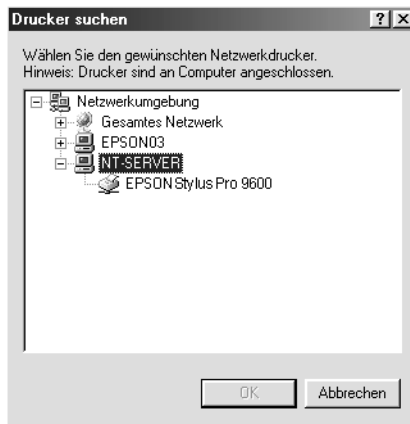 Drucker suchen
Wählen Sie den gewünschten Netzwerkdrucker.
Hinweis: Drucker sind an Computer angeschlossen.
Netzwerkumgebung
Gesamtes Netzwerk
EPSON03
NT-SERVER
EPSON Stylus Pro 9600
OK
Abbrechen